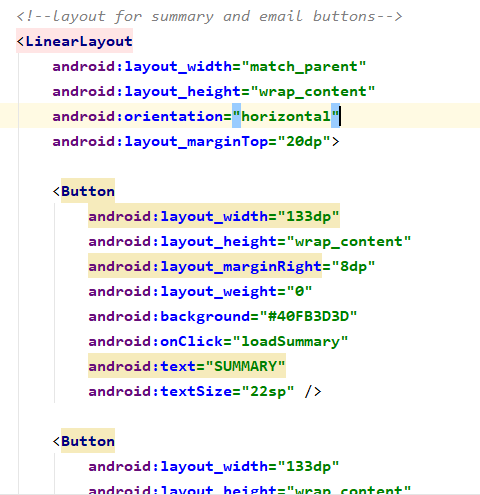 <!--layout for summary and email buttons-->
<LinearLayout
android:layout_width="match_parent"
android:layout_height="wrap_content"
android:orientation="horizontal"
android:layout_marginTop="20dp">
<Button
android:layout_width="133dp"
android:layout_height="wrap_content"
android:layout_marginRight="8dp"
android:layout_weight="0"
android:background="#40FB3D3D"
android:onClick="loadSummary"
android:text="SUMMARY"
android:textSize="22sp" />
<Button
android:layout_width="133dp"
android:layout_height="wrap_content"